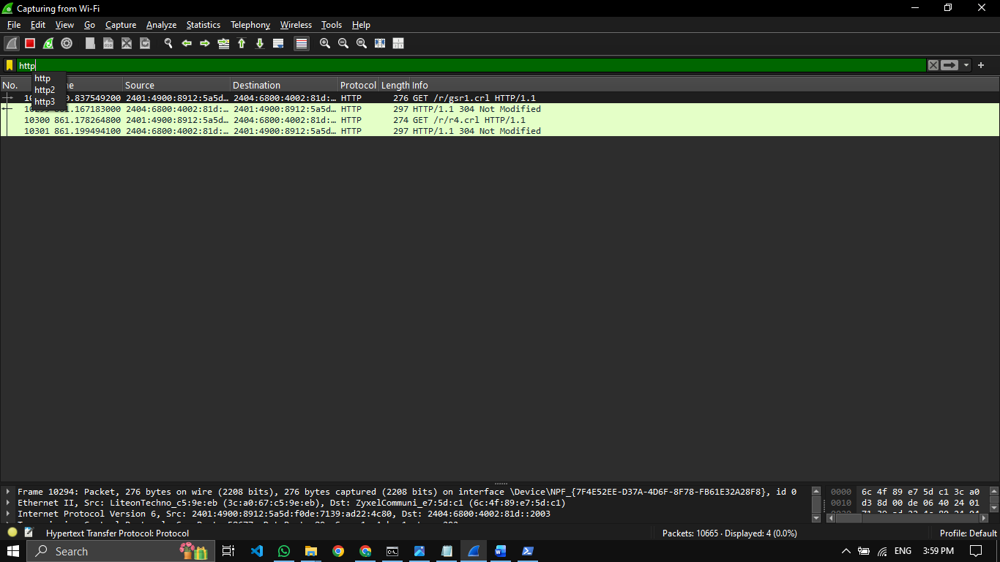 Capturing from Wi-Fi
File Edit View Go Capture Analyze Statistics Telephony Wireless Tools Help
http
http
http2
http3
No. Source Destination Protocol Length Info
0.837549200 2401:4900:8912:5a5d… 2404:6800:4002:81d:… HTTP 276 GET /r/gsr1.crl HTTP/1.1
861.167183000 2404:6800:4002:81d:… 2401:4900:8912:5a5d… HTTP 297 HTTP/1.1 304 Not Modified
10300 861.178264800 2401:4900:8912:5a5d… 2404:6800:4002:81d:… HTTP 274 GET /r/r4.crl HTTP/1.1
10301 861.199494100 2404:6800:4002:81d:… 2401:4900:8912:5a5d… HTTP 297 HTTP/1.1 304 Not Modified
Frame 10294: Packet, 276 bytes on wire (2208 bits), 276 bytes captured (2208 bits) on interface \Device\NPF_{7F4E52EE-D37A-4D6F-8F78-FB61E32A28F8}, id 0
Ethernet II, Src: LiteonTechno_c5:9e:eb (3c:a0:67:c5:9e:eb), Dst: ZyxelCommuni_e7:5d:c1 (6c:4f:89:e7:5d:c1)
Internet Protocol Version 6, Src: 2401:4900:8912:5a5d:f0de:7139:ad22:4c80, Dst: 2404:6800:4002:81d::2003
0000 6c 4f 89 e7 5d c1 3c a0
0010 d3 8d 00 de 06 40 24 01
Hypertext Transfer Protocol: Protocol
Packets: 10665 · Displayed: 4 (0.0%)
Profile: Default
Search
ENG 3:59 PM